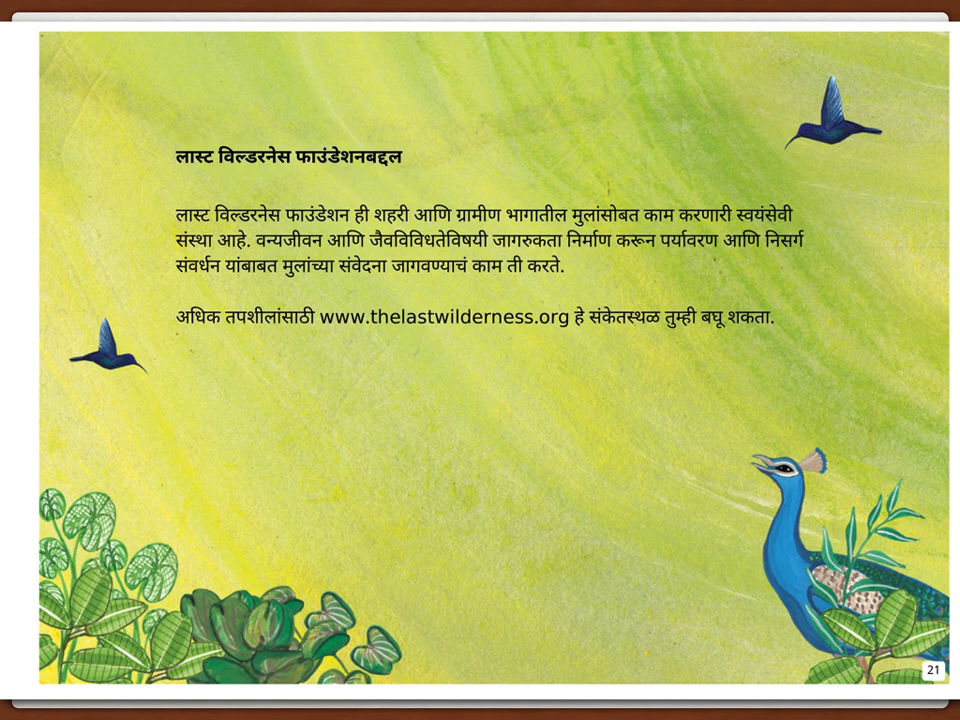 लास्ट विल्डरनेस फाउंडेशनबद्दल
लास्ट विल्डरनेस फाउंडेशन ही शहरी आणि ग्रामीण भागातील मुलांसोबत काम करणारी स्वयंसेवी
संस्था आहे. वन्यजीवन आणि जैवविविधतेविषयी जागरुकता निर्माण करून पर्यावरण आणि निसर्ग
संवर्धन यांबाबत मुलांच्या संवेदना जागवण्याचं काम ती करते.
अधिक तपशीलांसाठी www.thelastwilderness.org हे संकेतस्थळ तुम्ही बघू शकता.
21